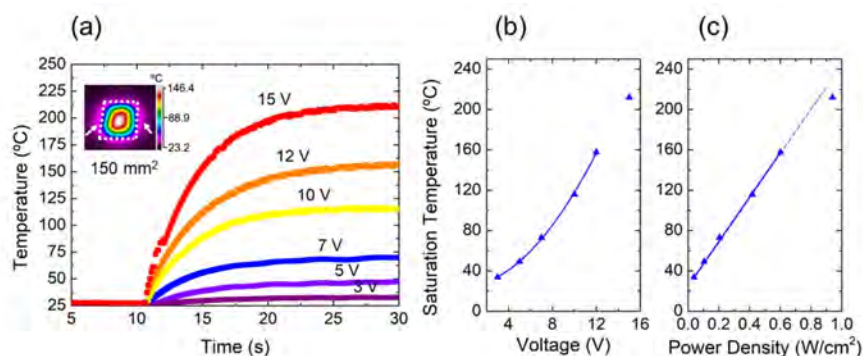 (a)
250
225
200
175
150
125
100
75
50
25
Temperature (ºC)
ºC
146.4
88.9
23.2
150 mm²
15 V
12 V
10 V
7 V
5 V
3 V
5 10 15 20 25 30
Time (s)
(b)
240
200
160
120
80
40
0
Saturation Temperature (ºC)
4 8 12 16
Voltage (V)
(c)
240
200
160
120
80
40
0
0.0 0.2 0.4 0.6 0.8 1.0
Power Density (W/cm²)